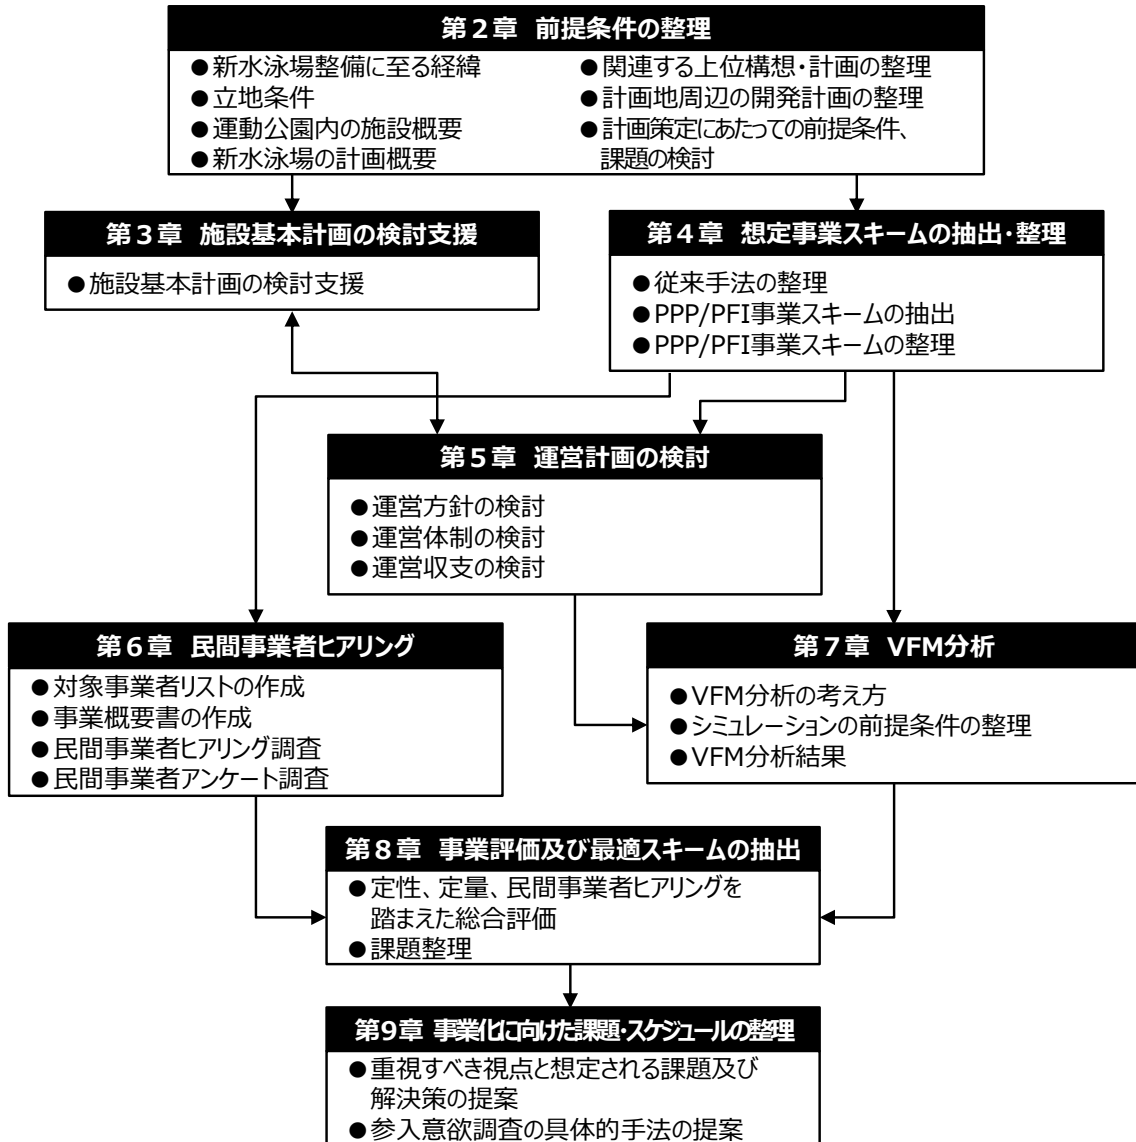 第２章 前提条件の整理
●新水泳場整備に至る経緯
●立地条件
●運動公園内の施設概要
●新水泳場の計画概要
●関連する上位構想・計画の整理
●計画地周辺の開発計画の整理
●計画策定にあたっての前提条件、
課題の検討
第３章 施設基本計画の検討支援
●施設基本計画の検討支援
第４章 想定事業スキームの抽出・整理
●従来手法の整理
●PPP/PFI事業スキームの抽出
●PPP/PFI事業スキームの整理
第５章 運営計画の検討
●運営方針の検討
●運営体制の検討
●運営収支の検討
第６章 民間事業者ヒアリング
●対象事業者リストの作成
●事業概要書の作成
●民間事業者ヒアリング調査
●民間事業者アンケート調査
第７章 VFM分析
●VFM分析の考え方
●シミュレーションの前提条件の整理
●VFM分析結果
第８章 事業評価及び最適スキームの抽出
●定性、定量、民間事業者ヒアリングを
踏まえた総合評価
●課題整理
第9章 事業化に向けた課題・スケジュールの整理
●重視すべき視点と想定される課題及び
解決策の提案
●参入意欲調査の具体的手法の提案